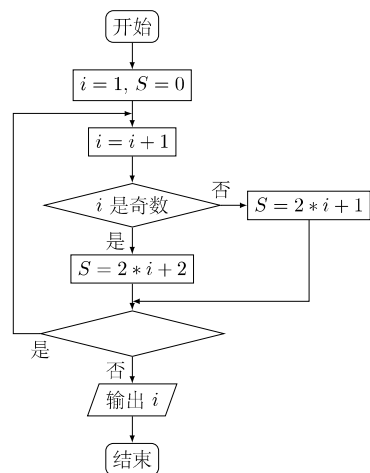 开始
i = 1, S = 0
i = i + 1
i 是奇数
否
S = 2 * i + 1
是
S = 2 * i + 2
是
否
输出 i
结束